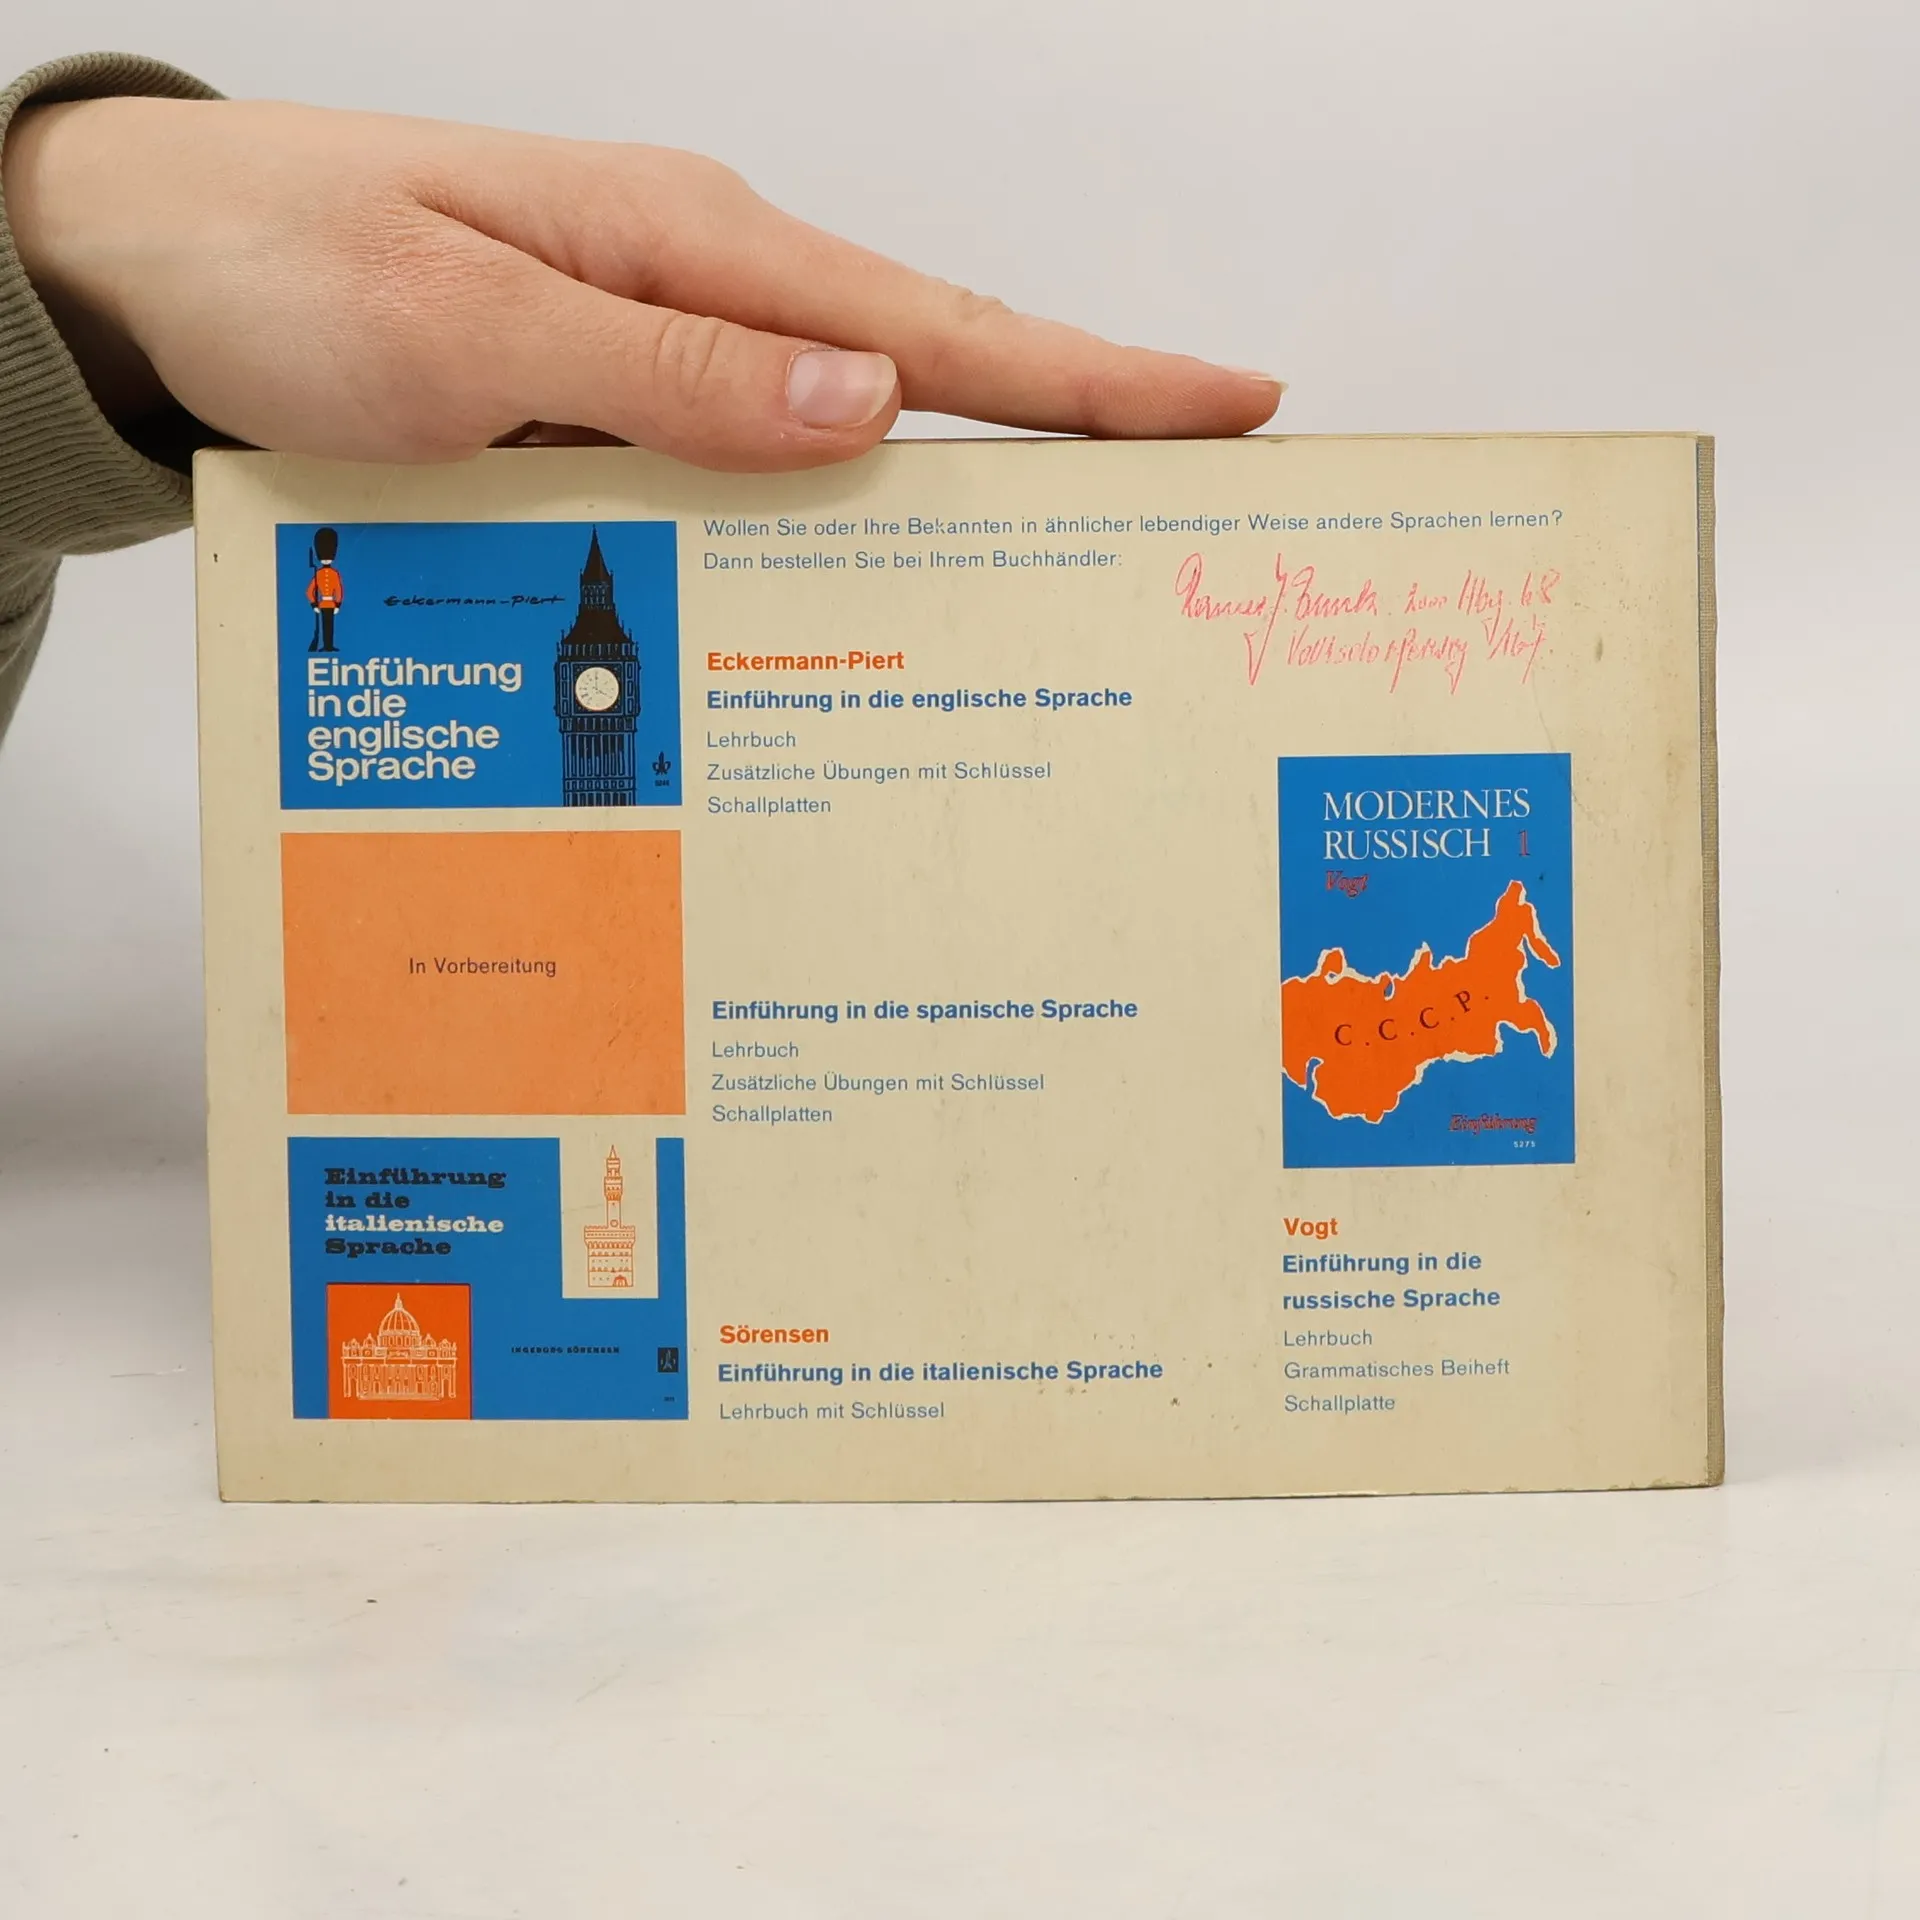 Wollen Sie oder Ihre Bekannten in ähnlicher lebendiger Weise andere Sprachen lernen?
Dann bestellen Sie bei Ihrem Buchhändler:
Eckermann-Piert
Einführung
in die
englische
Sprache
Eckermann-Piert
Einführung in die englische Sprache
Lehrbuch
Zusätzliche Übungen mit Schlüssel
Schallplatten
In Vorbereitung
Einführung in die spanische Sprache
Lehrbuch
Zusätzliche Übungen mit Schlüssel
Schallplatten
Einführung
in die
italienische
Sprache
INGEBORG SÖRENSEN
Sörensen
Einführung in die italienische Sprache
Lehrbuch mit Schlüssel
MODERNES
RUSSISCH 1
Vogt
C.C.C.P.
Einführung
5275
Vogt
Einführung in die
russische Sprache
Lehrbuch
Grammatisches Beiheft
Schallplatte